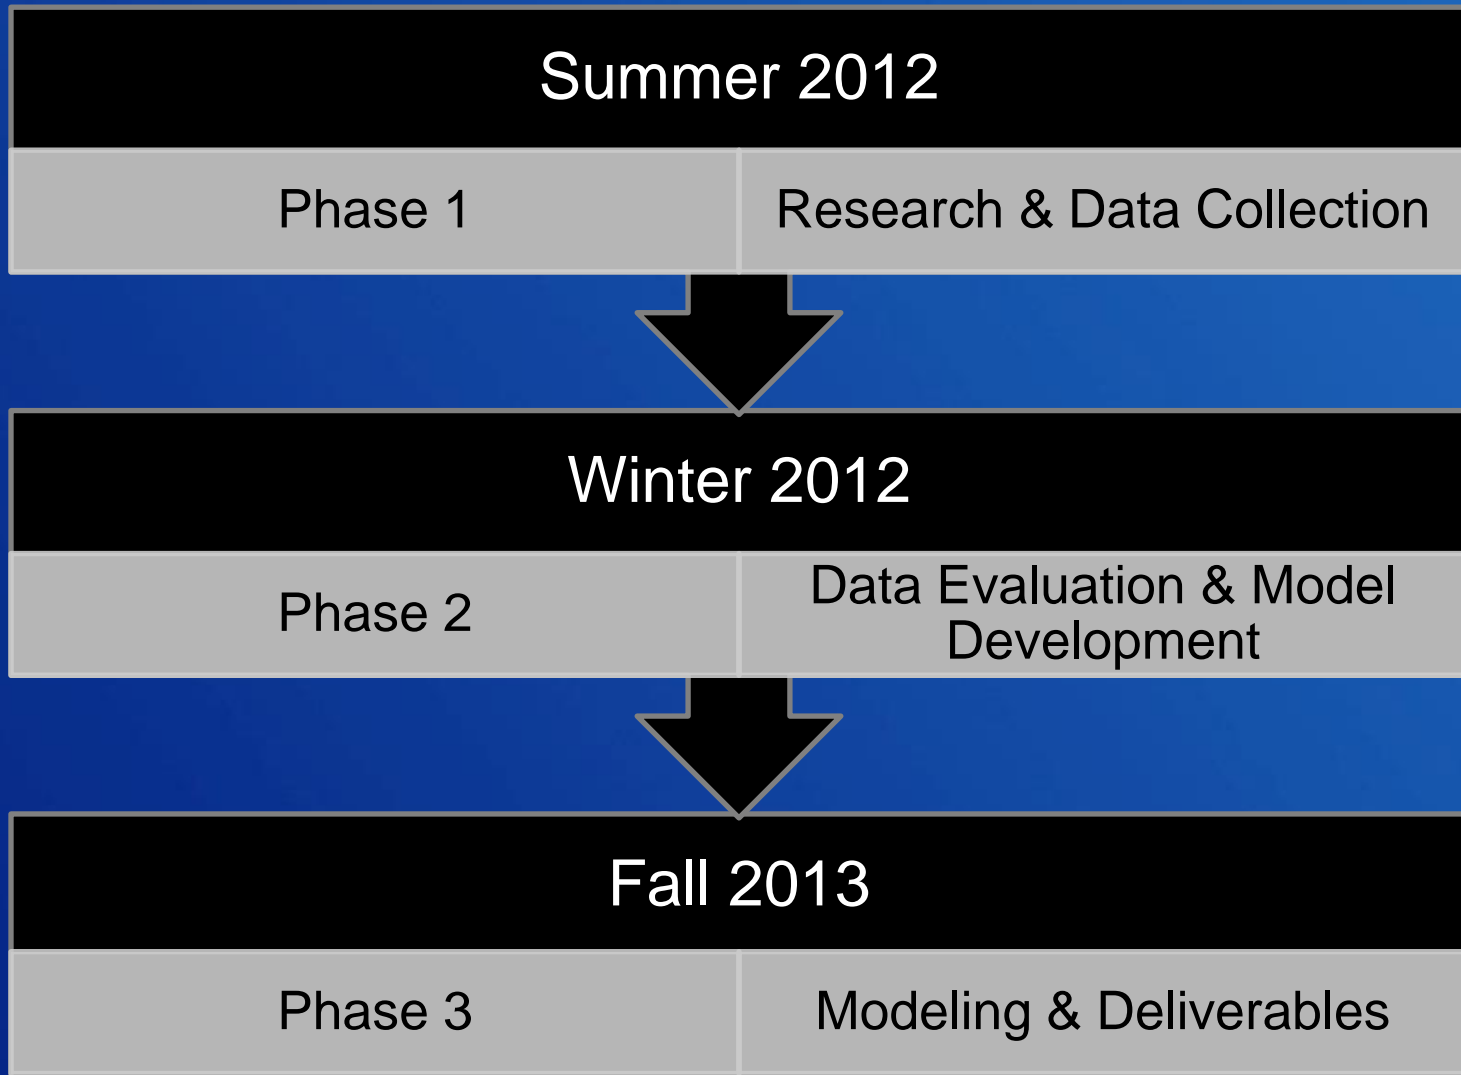 Summer 2012
Phase 1
Research & Data Collection
Winter 2012
Phase 2
Data Evaluation & Model
Development
Fall 2013
Phase 3
Modeling & Deliverables